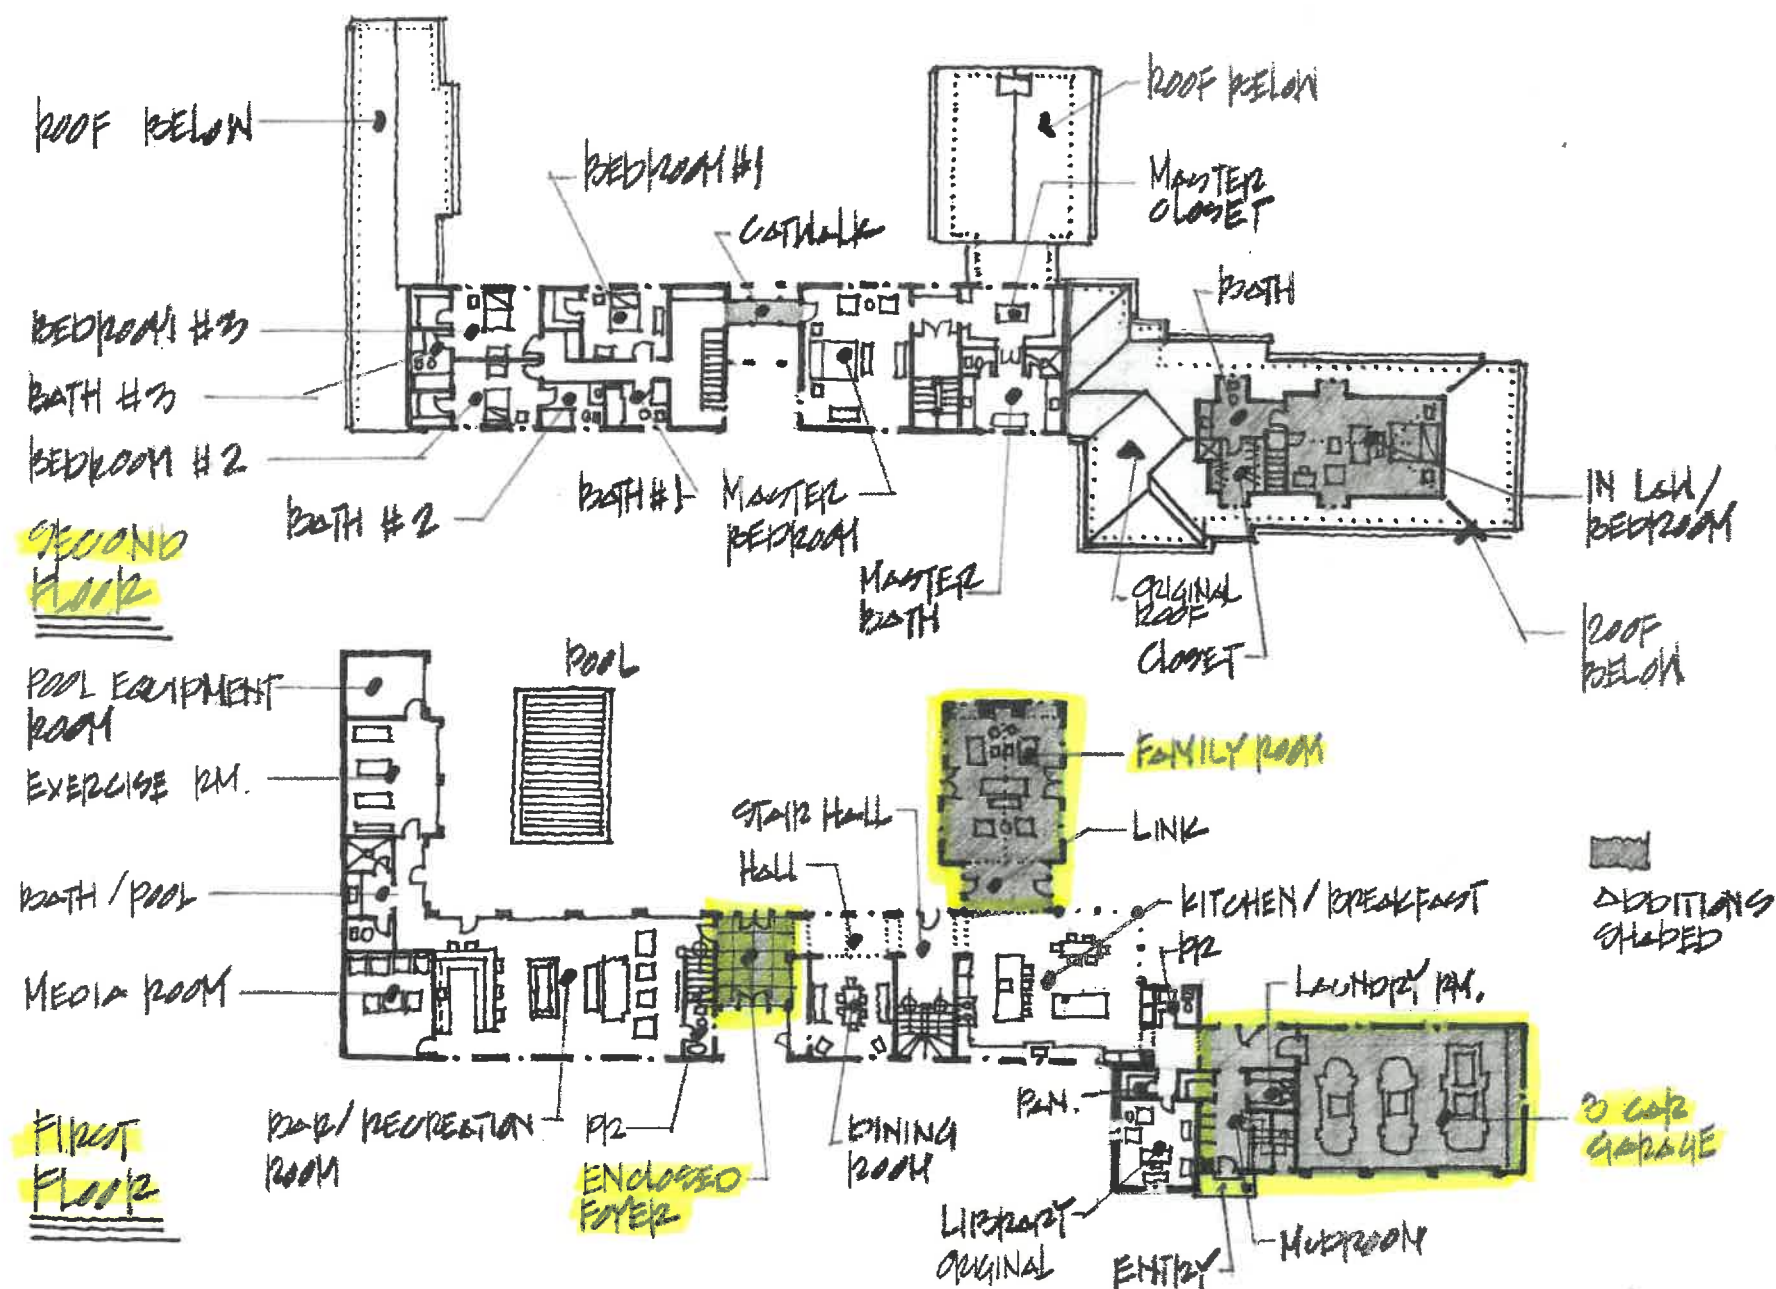 ROOF BELOW
ROOF BELOW
BEDROOM #1
MASTER
CLOSET
CATWALK
BATH
BEDROOM #3
BATH #3
BEDROOM #2
BATH #2
BATH #1
MASTER
BEDROOM
MASTER
BATH
ORIGINAL
ROOF
CLOSET
IN LAW/
BEDROOM
ROOF
BELOW
SECOND
FLOOR
POOL
POOL EQUIPMENT
ROOM
EXERCISE RM.
BATH / POOL
MEDIA ROOM
FAMILY ROOM
STAIR HALL
LINK
HALL
KITCHEN / BREAKFAST
PR
LAUNDRY RM.
ADDITIONS
SHADED
FIRST
FLOOR
BAR / RECREATION
ROOM
PR
ENCLOSED
FOYER
DINING
ROOM
PAN.
3 CAR
GARAGE
LIBRARY
ORIGINAL
ENTRY
MUDROOM